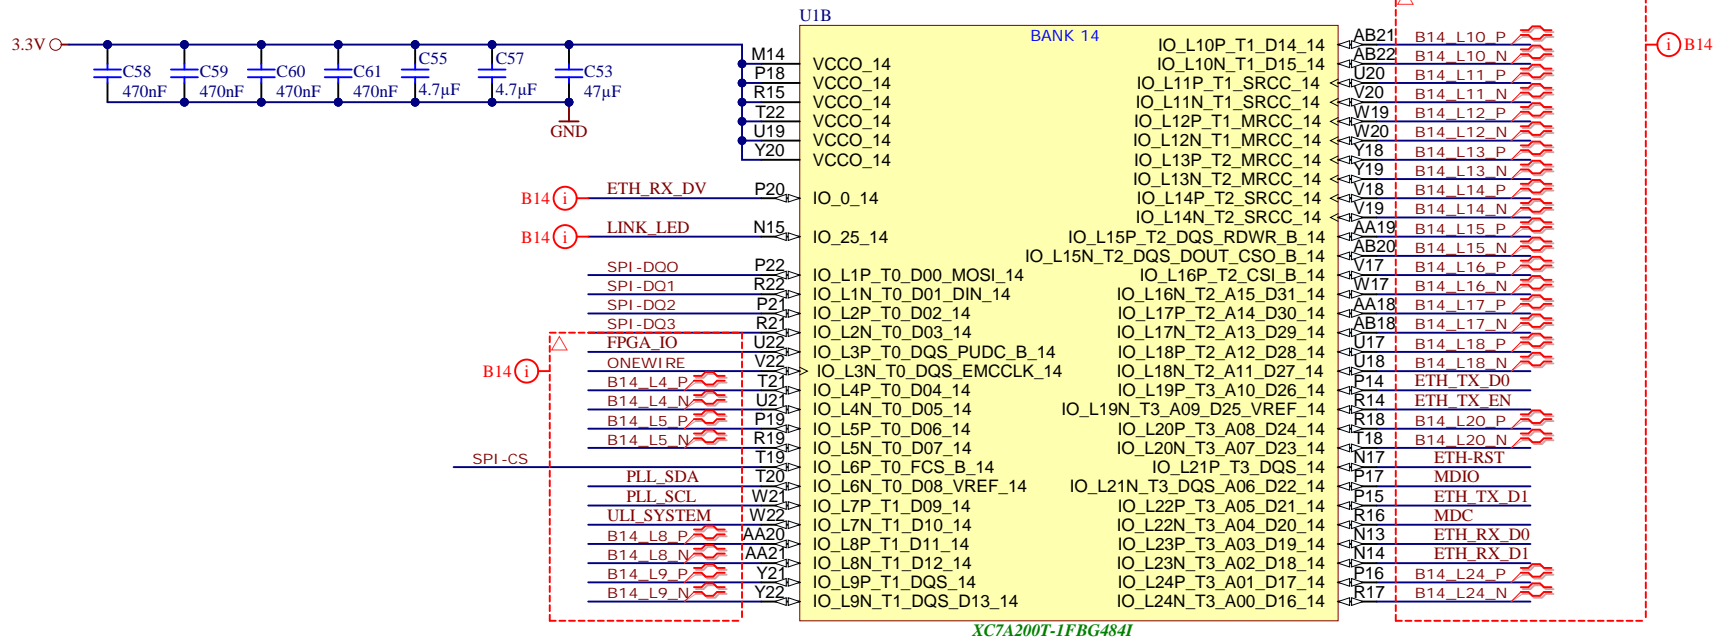 U1B
BANK 14
3.3V
C58 470nF
C59 470nF
C60 470nF
C61 470nF
C55 4.7µF
C57 4.7µF
C53 47µF
GND
M14 VCCO_14
P18 VCCO_14
R15 VCCO_14
T22 VCCO_14
U19 VCCO_14
Y20 VCCO_14
B14 i ETH_RX_DV P20 IO_0_14
B14 i LINK_LED N15 IO_25_14
SPI-DQ0 P22 IO_L1P_T0_D00_MOSI_14
SPI-DQ1 R22 IO_L1N_T0_D01_DIN_14
SPI-DQ2 P21 IO_L2P_T0_D02_14
SPI-DQ3 R21 IO_L2N_T0_D03_14
FPGA_IO U22 IO_L3P_T0_DQS_PUDC_B_14
B14 i
ONEWIRE V22 IO_L3N_T0_DQS_EMCCLK_14
B14_L4_P T21 IO_L4P_T0_D04_14
B14_L4_N U21 IO_L4N_T0_D05_14
B14_L5_P P19 IO_L5P_T0_D06_14
B14_L5_N R19 IO_L5N_T0_D07_14
SPI-CS T19 IO_L6P_T0_FCS_B_14
PLL_SDA T20 IO_L6N_T0_D08_VREF_14
PLL_SCL W21 IO_L7P_T1_D09_14
ULI_SYSTEM W22 IO_L7N_T1_D10_14
B14_L8_P AA20 IO_L8P_T1_D11_14
B14_L8_N AA21 IO_L8N_T1_D12_14
B14_L9_P Y21 IO_L9P_T1_DQS_14
B14_L9_N Y22 IO_L9N_T1_DQS_D13_14
IO_L10P_T1_D14_14 AB21 B14_L10_P
i B14
IO_L10N_T1_D15_14 AB22 B14_L10_N
IO_L11P_T1_SRCC_14 U20 B14_L11_P
IO_L11N_T1_SRCC_14 V20 B14_L11_N
IO_L12P_T1_MRCC_14 W19 B14_L12_P
IO_L12N_T1_MRCC_14 W20 B14_L12_N
IO_L13P_T2_MRCC_14 Y18 B14_L13_P
IO_L13N_T2_MRCC_14 Y19 B14_L13_N
IO_L14P_T2_SRCC_14 V18 B14_L14_P
IO_L14N_T2_SRCC_14 V19 B14_L14_N
IO_L15P_T2_DQS_RDWR_B_14 AA19 B14_L15_P
IO_L15N_T2_DQS_DOUT_CSO_B_14 AB20 B14_L15_N
IO_L16P_T2_CSI_B_14 V17 B14_L16_P
IO_L16N_T2_A15_D31_14 W17 B14_L16_N
IO_L17P_T2_A14_D30_14 AA18 B14_L17_P
IO_L17N_T2_A13_D29_14 AB18 B14_L17_N
IO_L18P_T2_A12_D28_14 U17 B14_L18_P
IO_L18N_T2_A11_D27_14 U18 B14_L18_N
IO_L19P_T3_A10_D26_14 P14 ETH_TX_D0
IO_L19N_T3_A09_D25_VREF_14 R14 ETH_TX_EN
IO_L20P_T3_A08_D24_14 R18 B14_L20_P
IO_L20N_T3_A07_D23_14 T18 B14_L20_N
IO_L21P_T3_DQS_14 N17 ETH-RST
IO_L21N_T3_DQS_A06_D22_14 P17 MDIO
IO_L22P_T3_A05_D21_14 P15 ETH_TX_D1
IO_L22N_T3_A04_D20_14 R16 MDC
IO_L23P_T3_A03_D19_14 N13 ETH_RX_D0
IO_L23N_T3_A02_D18_14 N14 ETH_RX_D1
IO_L24P_T3_A01_D17_14 P16 B14_L24_P
IO_L24N_T3_A00_D16_14 R17 B14_L24_N
XC7A200T-1FBG484I